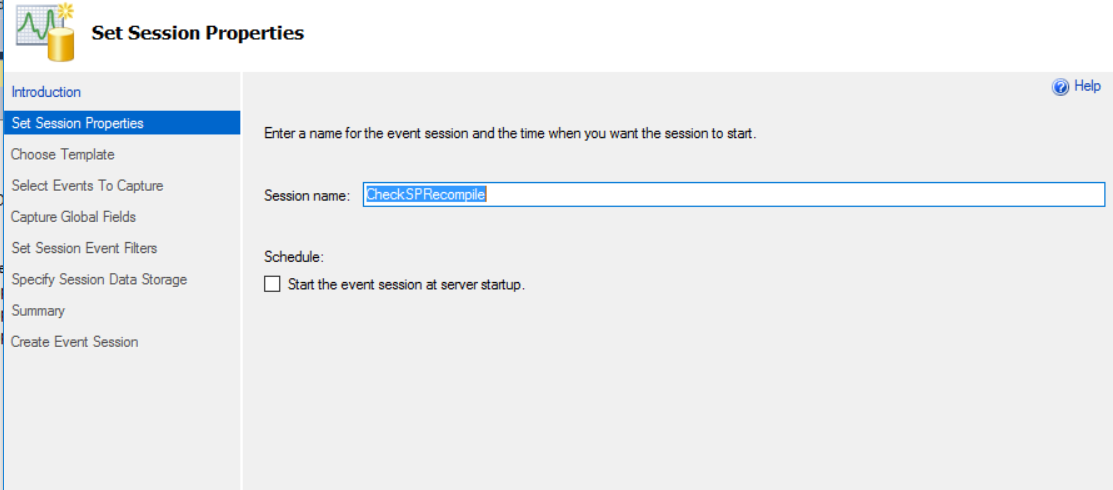 Set Session Properties
Help
Introduction
Set Session Properties
Choose Template
Select Events To Capture
Capture Global Fields
Set Session Event Filters
Specify Session Data Storage
Summary
Create Event Session
Enter a name for the event session and the time when you want the session to start.
Session name: CheckSPRecompile
Schedule:
Start the event session at server startup.